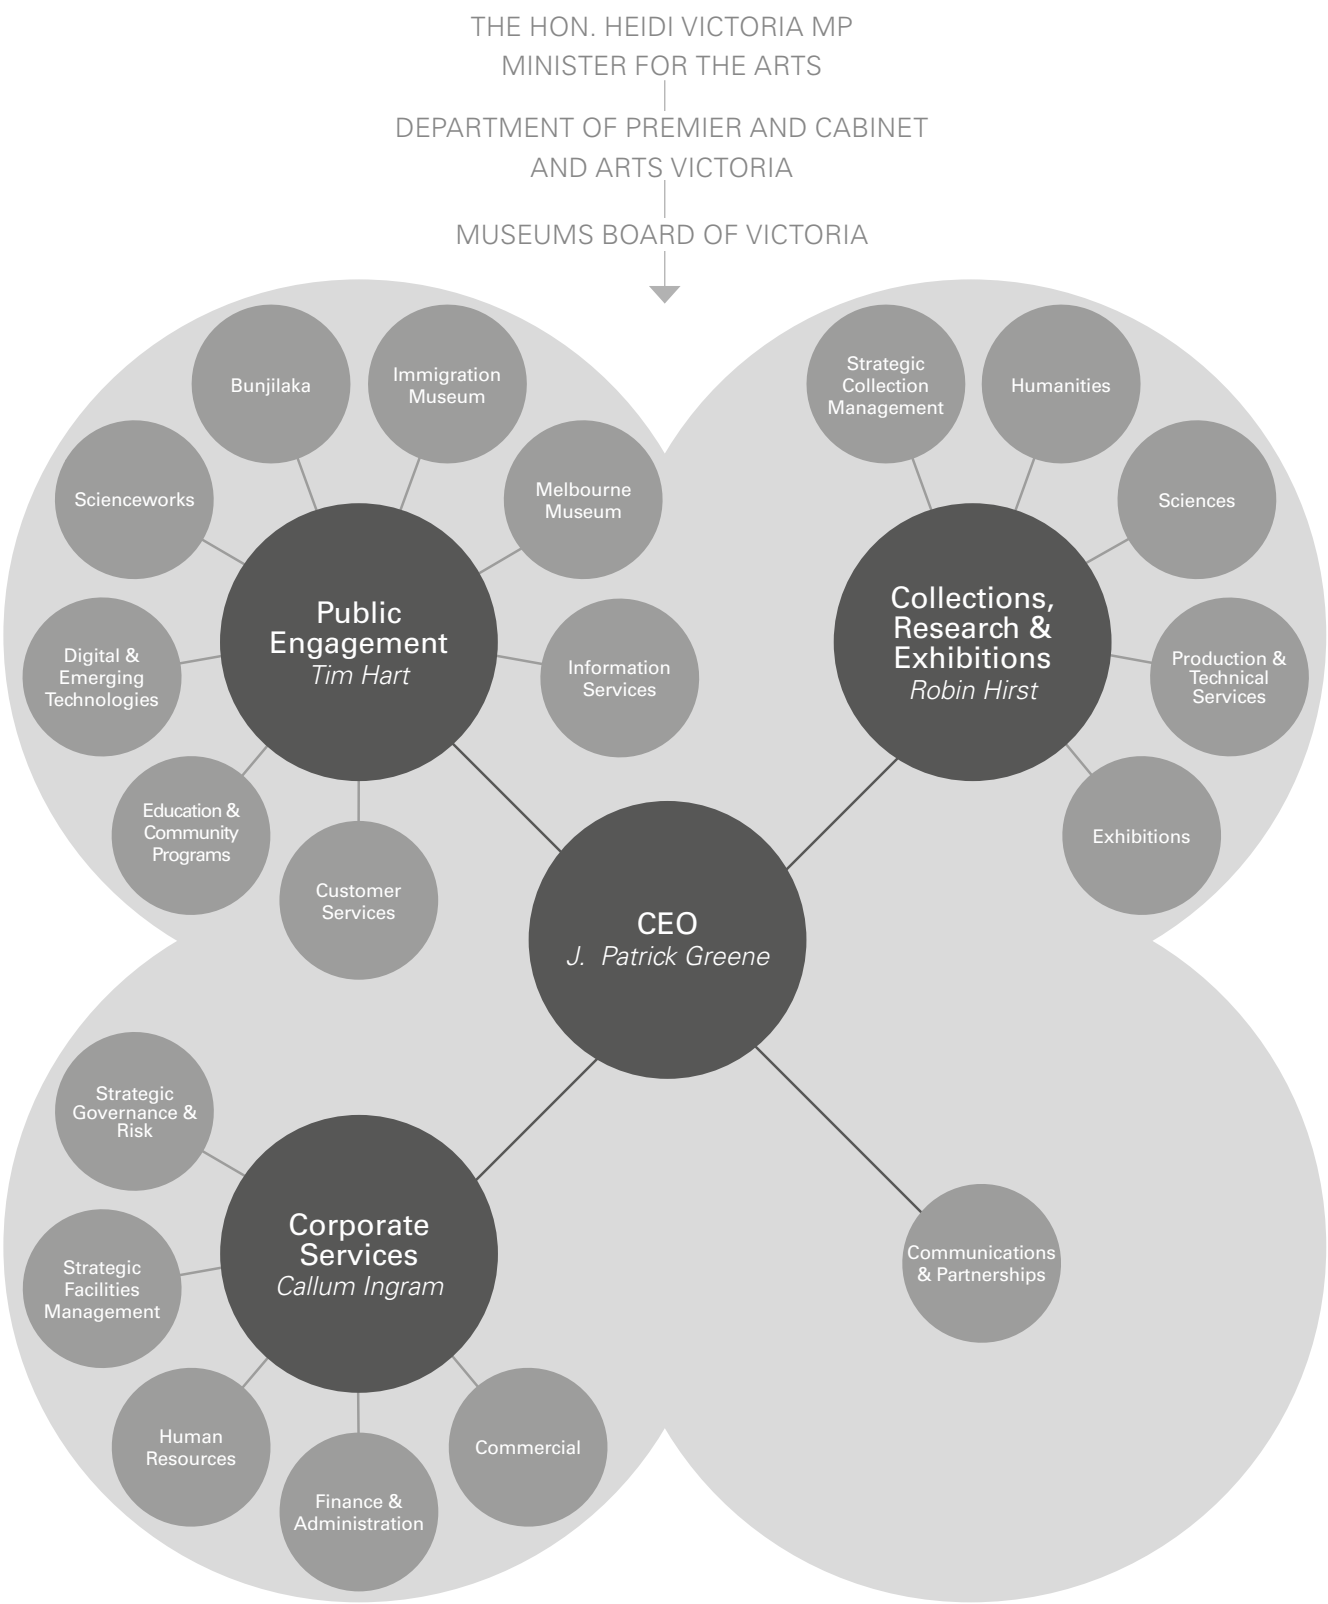 THE HON. HEIDI VICTORIA MP
MINISTER FOR THE ARTS
DEPARTMENT OF PREMIER AND CABINET
AND ARTS VICTORIA
MUSEUMS BOARD OF VICTORIA
Bunjilaka
Immigration
Museum
Scienceworks
Melbourne
Museum
Public
Engagement
Tim Hart
Digital &
Emerging
Technologies
Information
Services
Education &
Community
Programs
Customer
Services
Strategic
Collection
Management
Humanities
Sciences
Collections,
Research &
Exhibitions
Robin Hirst
Production &
Technical
Services
Exhibitions
CEO
J. Patrick Greene
Strategic
Governance &
Risk
Corporate
Services
Callum Ingram
Strategic
Facilities
Management
Human
Resources
Finance &
Administration
Commercial
Communications
& Partnerships